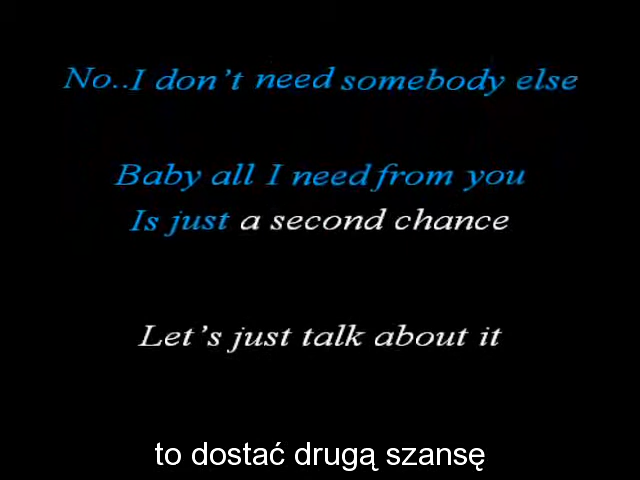 No..I don't need somebody else
Baby all I need from you
Is just a second chance
Let's just talk about it
to dostać drugą szansę